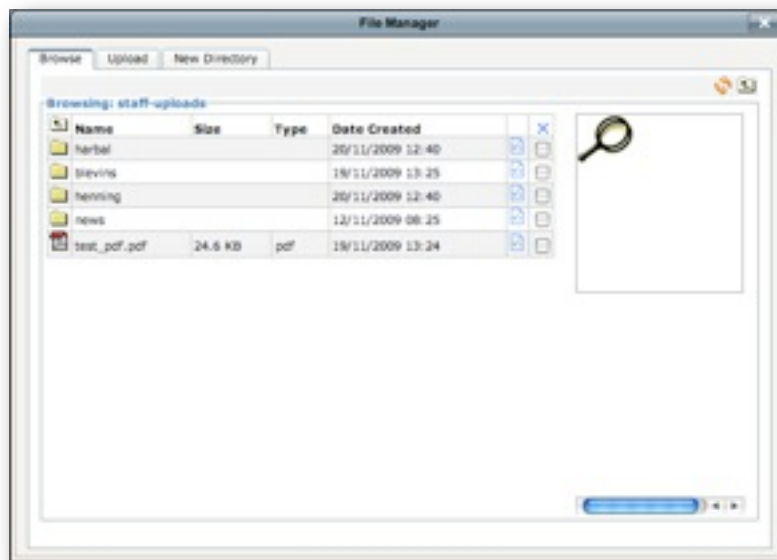 File Manager
Browse Upload New Directory
Browsing: staff-uploads
Name Size Type Date Created
harbal 20/11/2009 12:40
blevins 19/11/2009 13:25
henning 20/11/2009 12:40
news 12/11/2009 08:25
test_pdf.pdf 24.6 KB pdf 19/11/2009 13:24